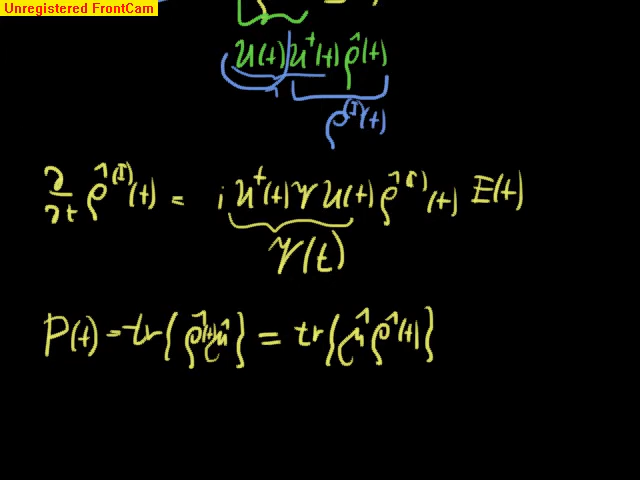 Unregistered FrontCam
U(t) U⁺(t) ρ̂(t)
ρ^(I)(t)
∂/∂t ρ̂^(I)(t) = i U⁺(t) γ U(t) ρ̂^(I)(t) E(t)
γ(t)
P(t) = tr{ρ̂(t)μ̂} = tr{μ̂ρ̂(t)}